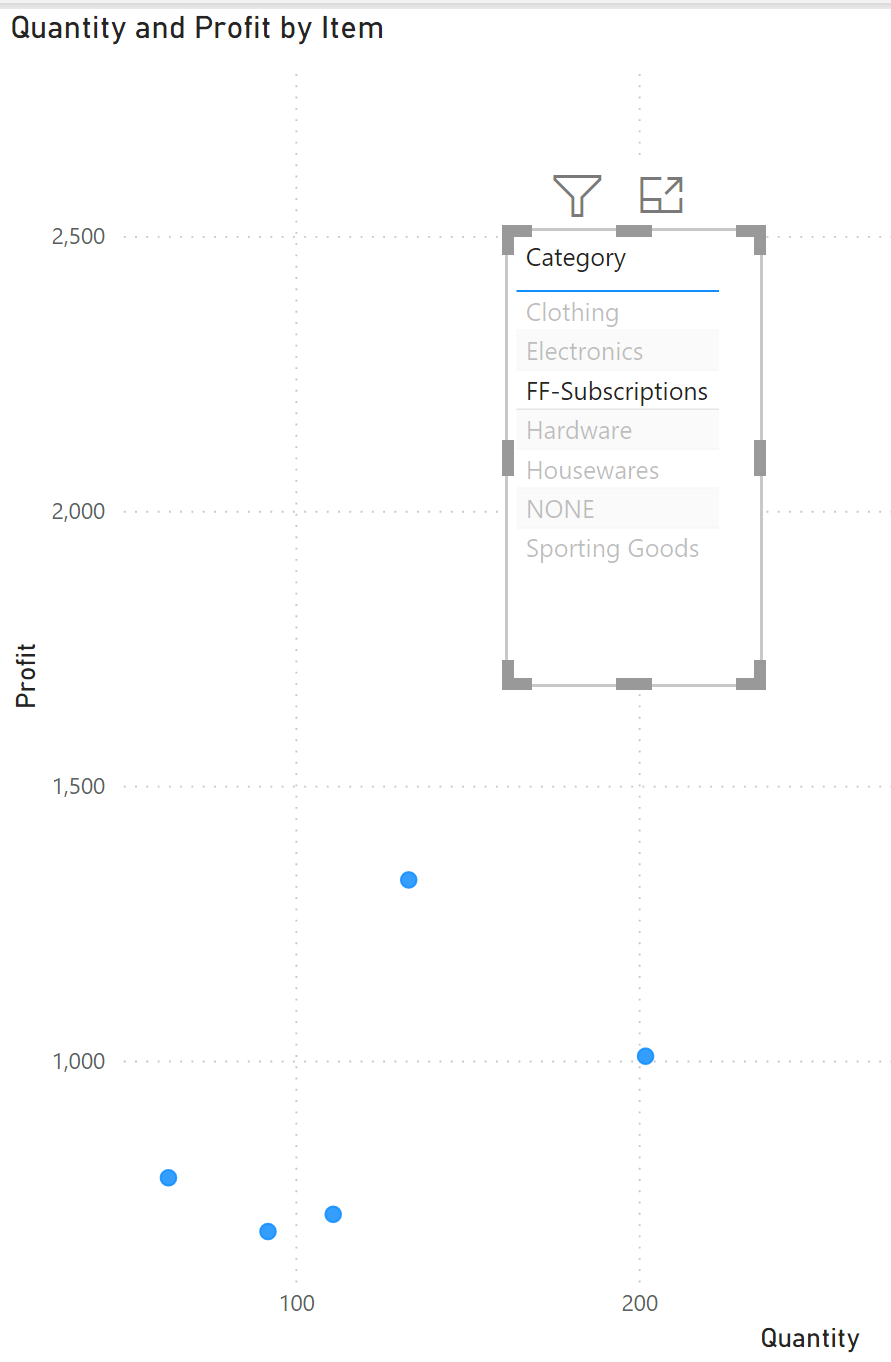 Quantity and Profit by Item
2,500
Category
Clothing
Electronics
FF-Subscriptions
Hardware
Housewares
NONE
Sporting Goods
2,000
Profit
1,500
1,000
100
200
Quantity